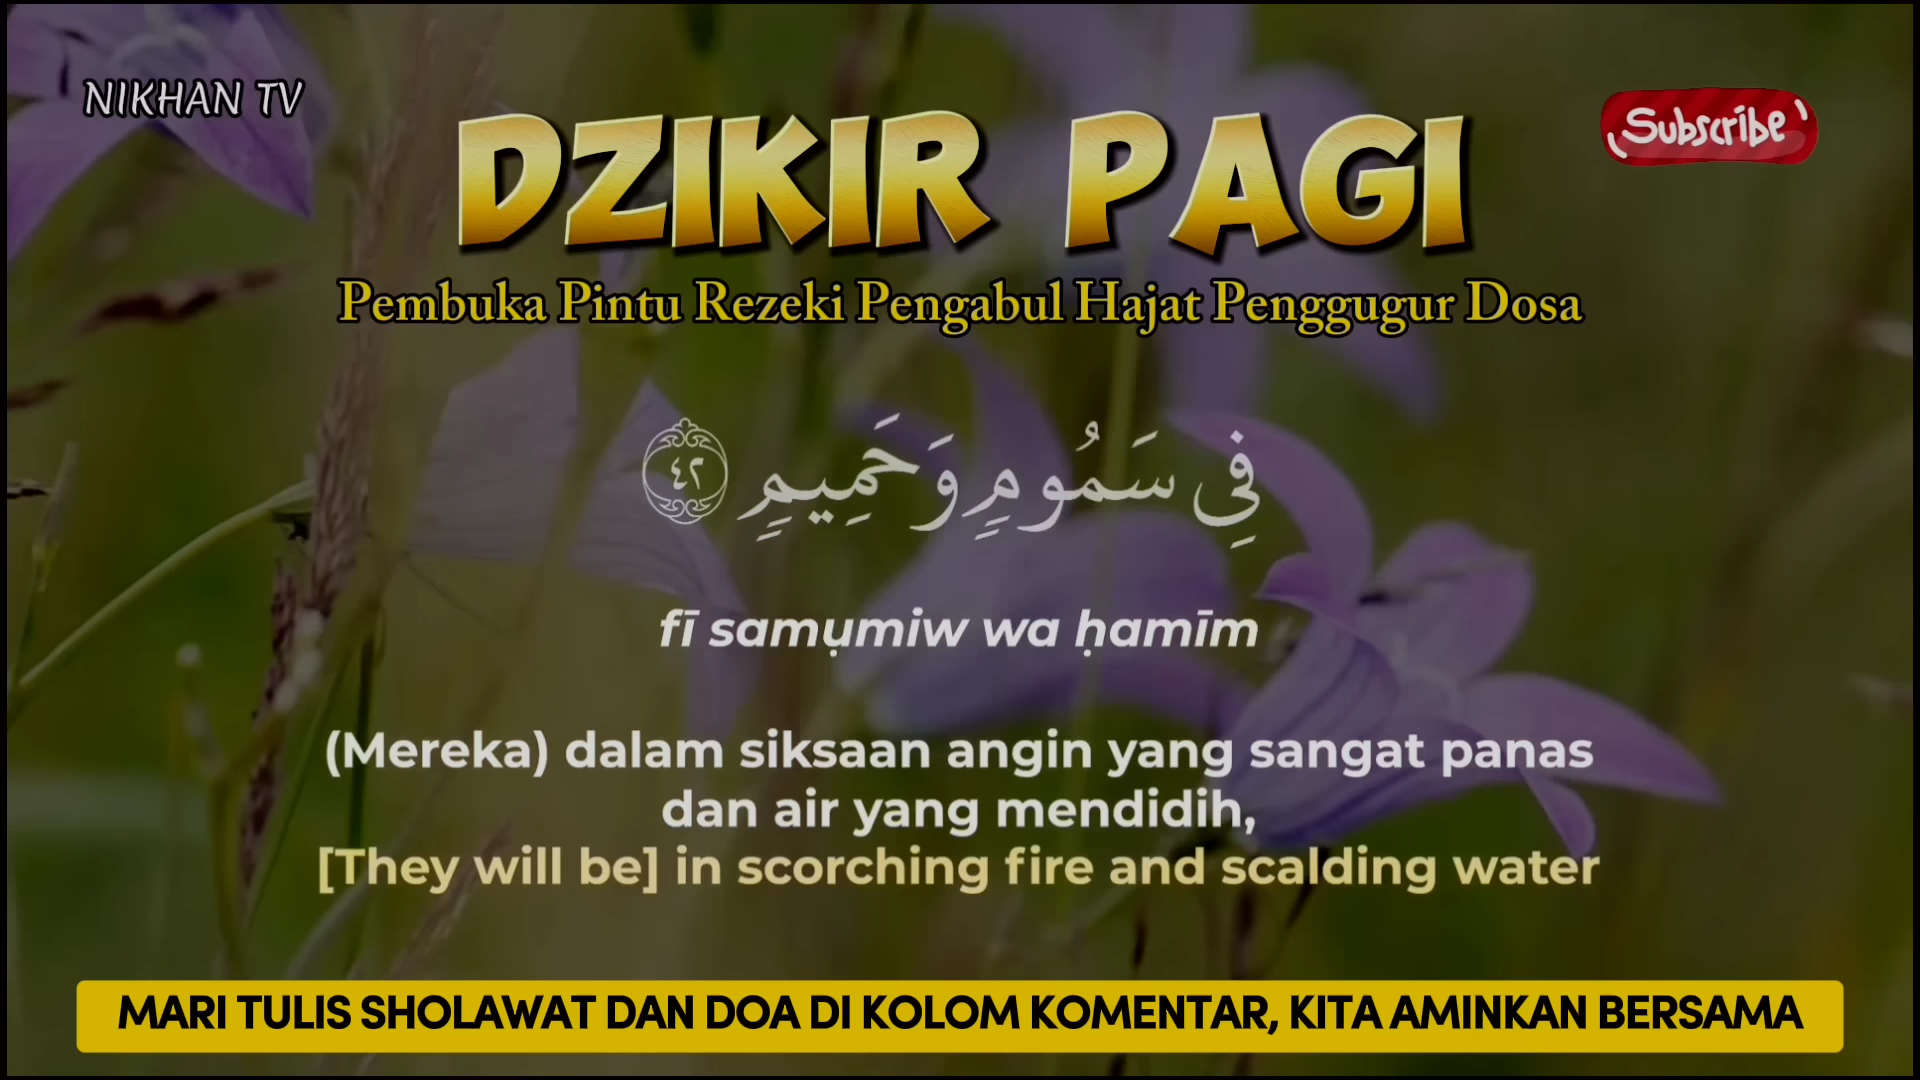 NIKHAN TV
Subscribe
DZIKIR PAGI
Pembuka Pintu Rezeki Pengabul Hajat Penggugur Dosa
فِي سَمُومٍ وَحَمِيمٍ ٤٢
fī samụmiw wa ḥamīm
(Mereka) dalam siksaan angin yang sangat panas
dan air yang mendidih,
[They will be] in scorching fire and scalding water
MARI TULIS SHOLAWAT DAN DOA DI KOLOM KOMENTAR, KITA AMINKAN BERSAMA